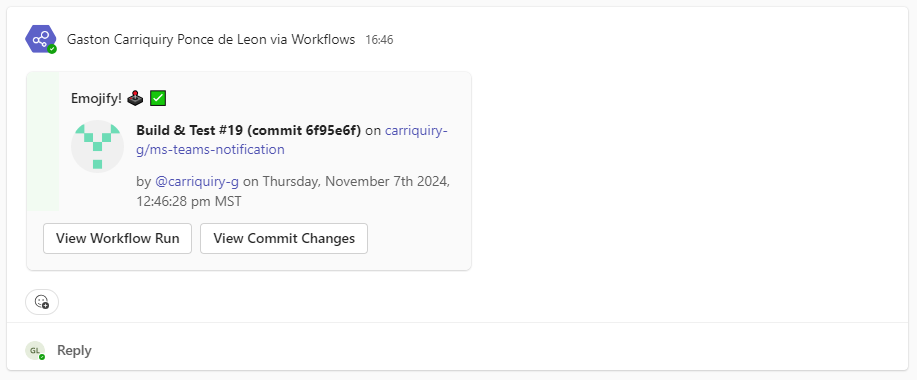 Gaston Carriquiry Ponce de Leon via Workflows 16:46
Emojify! 🕹️ ✅
Build & Test #19 (commit 6f95e6f) on carriquiry-
g/ms-teams-notification
by @carriquiry-g on Thursday, November 7th 2024,
12:46:28 pm MST
View Workflow Run View Commit Changes
GL Reply